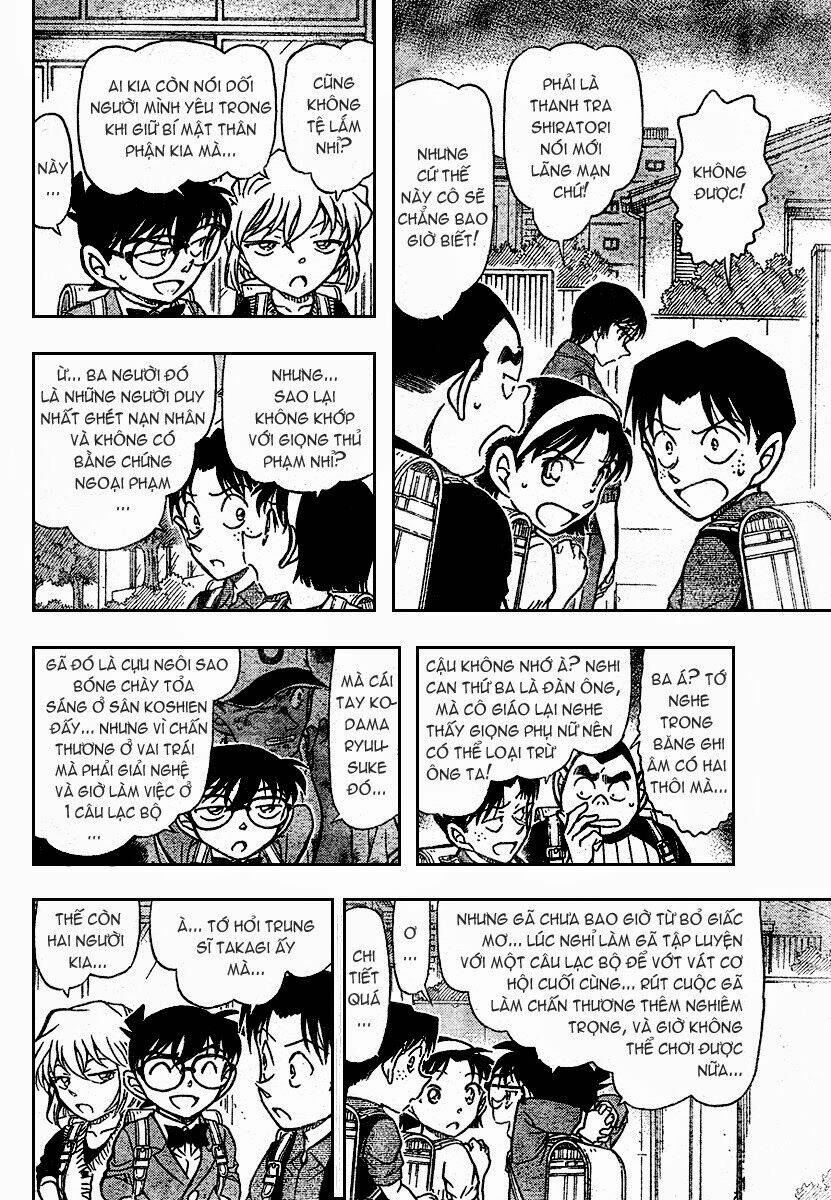 KHÔNG
ĐƯỢC!
PHẢI LÀ
THANH TRA
SHIRATORI
NÓI MỚI
LÃNG MẠN
CHỨ!
NHƯNG
CỨ THẾ
NÀY CÔ SẼ
CHẲNG BAO
GIỜ BIẾT!
CŨNG
KHÔNG
TỆ LẮM
NHỈ?
AI KIA CÒN NÓI DỐI
NGƯỜI MÌNH YÊU TRONG
KHI GIỮ BÍ MẬT THÂN
PHẬN KIA MÀ...
NÀY
...
NHƯNG...
SAO LẠI
KHÔNG KHỚP
VỚI GIỌNG THỦ
PHẠM NHỈ?
Ừ... BA NGƯỜI ĐÓ
LÀ NHỮNG NGƯỜI DUY
NHẤT GHÉT NẠN NHÂN
VÀ KHÔNG CÓ
BẰNG CHỨNG
NGOẠI PHẠM
...
BA Á? TỚ
NGHE
TRONG
BĂNG GHI
ÂM CÓ HAI
THÔI MÀ...
CẬU KHÔNG NHỚ À? NGHI
CAN THỨ BA LÀ ĐÀN ÔNG,
MÀ CÔ GIÁO LẠI NGHE
THẤY GIỌNG PHỤ NỮ NÊN
CÓ THỂ LOẠI TRỪ
ÔNG TA!
MÀ CÁI
TAY KO-
DAMA
RYUU-
SUKE
ĐÓ...
GÃ ĐÓ LÀ CỰU NGÔI SAO
BÓNG CHÀY TỎA
SÁNG Ở SÂN KOSHIEN
ĐẤY... NHƯNG VÌ CHẤN
THƯƠNG Ở VAI TRÁI
MÀ PHẢI GIẢI NGHỆ
VÀ GIỜ LÀM VIỆC Ở
1 CÂU LẠC BỘ
...
NHƯNG GÃ CHƯA BAO GIỜ TỪ BỎ GIẤC
MƠ... LÚC NGHỈ LÀM GÃ TẬP LUYỆN
VỚI MỘT CÂU LẠC BỘ ĐỂ VỚT VÁT CƠ
HỘI CUỐI CÙNG... RÚT CUỘC GÃ
LÀM CHẤN THƯƠNG THÊM NGHIÊM
TRỌNG, VÀ GIỜ KHÔNG
THỂ CHƠI ĐƯỢC
NỮA...
Ơ
...
CHI
TIẾT
QUÁ
...
À... TỚ HỎI TRUNG
SĨ TAKAGI ẤY
MÀ...
THẾ CÒN
HAI NGƯỜI
KIA...